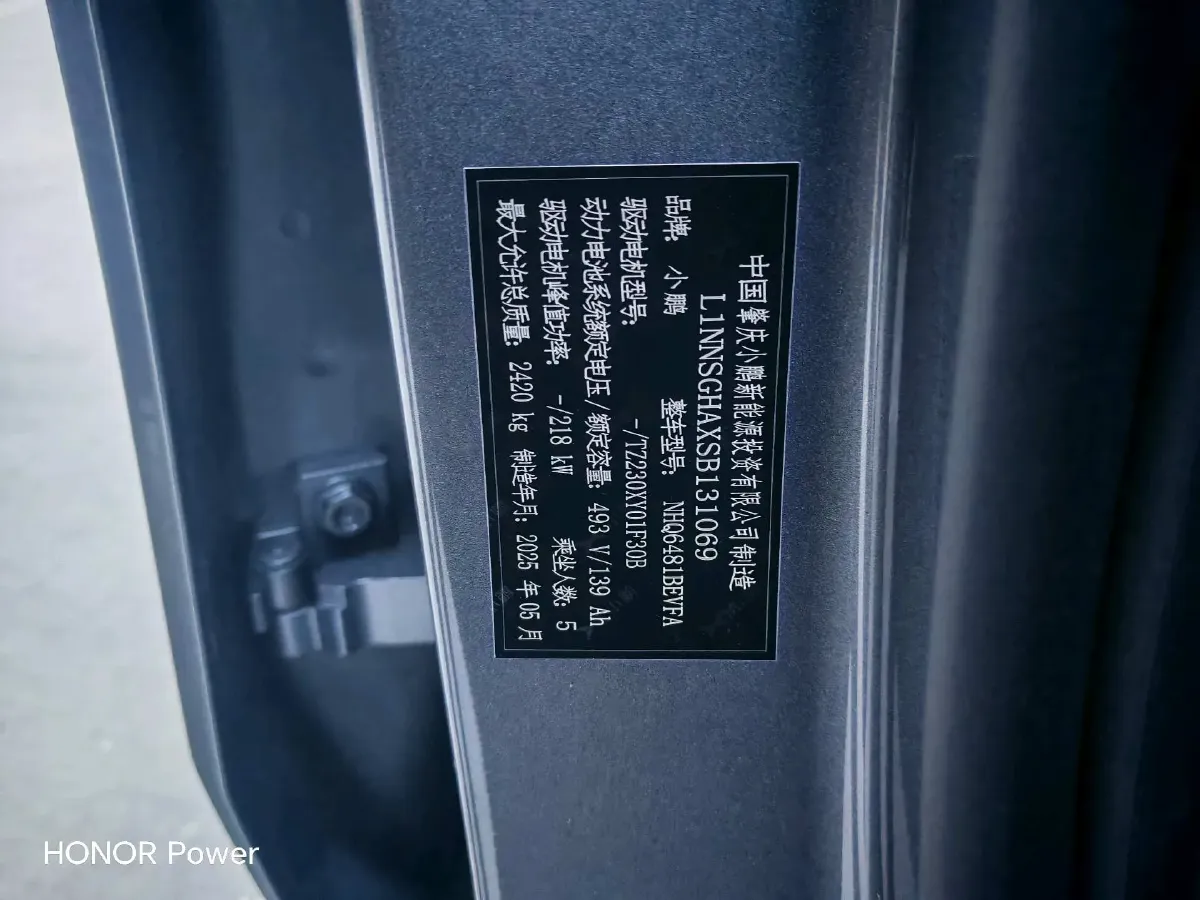 中国肇庆小鹏新能源投资有限公司制造
L1NNSGHAXSB131069
品牌: 小鹏 整车型号: NHQ6481BEVFA
驱动电机型号: -/TZ230XY01F30B
动力电池系统额定电压/额定容量: 493 V/139 Ah
驱动电机峰值功率: -/218 kW 乘坐人数: 5
最大允许总质量: 2420 kg 制造年月: 2025 年 05 月
HONOR Power